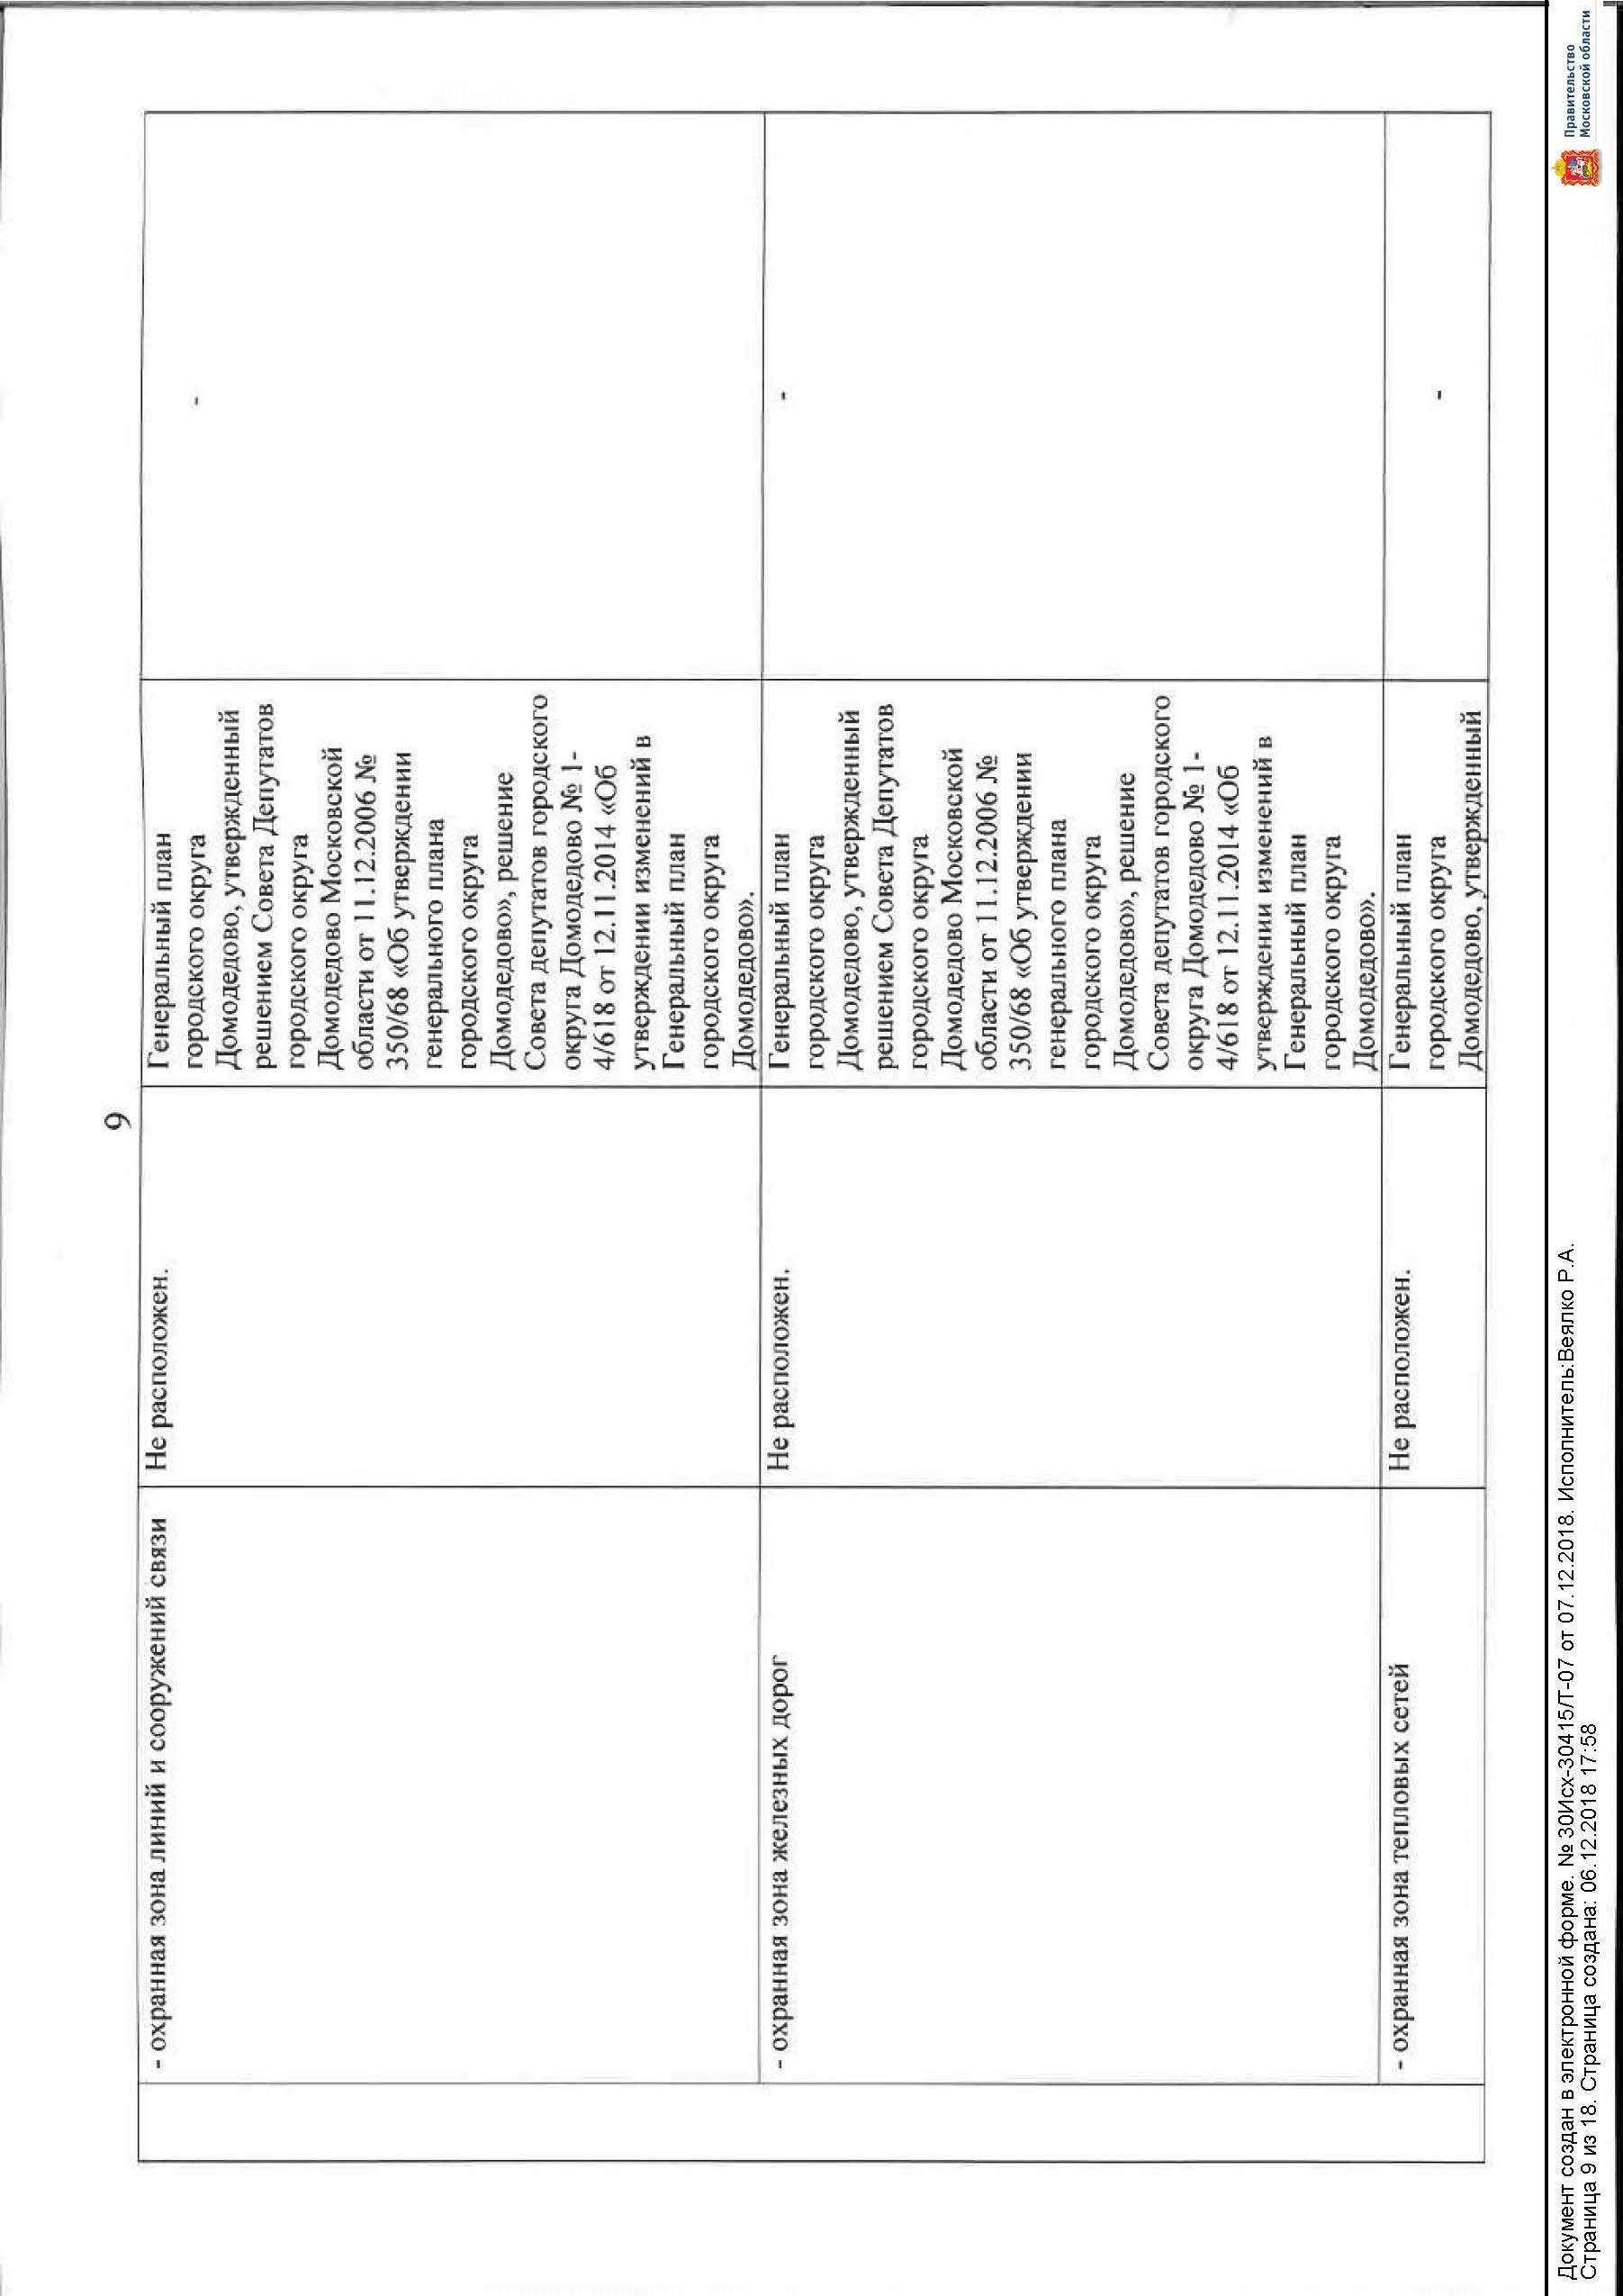 9
- охранная зона линий и сооружений связи
Не расположен.
Генеральный план
городского округа
Домодедово, утвержденный
решением Совета Депутатов
городского округа
Домодедово Московской
области от 11.12.2006 №
350/68 «Об утверждении
генерального плана
городского округа
Домодедово», решение
Совета депутатов городского
округа Домодедово № 1-
4/618 от 12.11.2014 «Об
утверждении изменений в
Генеральный план
городского округа
Домодедово».
-
- охранная зона железных дорог
Не расположен.
Генеральный план
городского округа
Домодедово, утвержденный
решением Совета Депутатов
городского округа
Домодедово Московской
области от 11.12.2006 №
350/68 «Об утверждении
генерального плана
городского округа
Домодедово», решение
Совета депутатов городского
округа Домодедово № 1-
4/618 от 12.11.2014 «Об
утверждении изменений в
Генеральный план
городского округа
Домодедово».
-
- охранная зона тепловых сетей
Не расположен.
Генеральный план
городского округа
Домодедово, утвержденный
-
Документ создан в электронной форме. № 30Исх-30415/Т-07 от 07.12.2018. Исполнитель:Веялко Р.А.
Страница 9 из 18. Страница создана: 06.12.2018 17:58
Правительство
Московской области